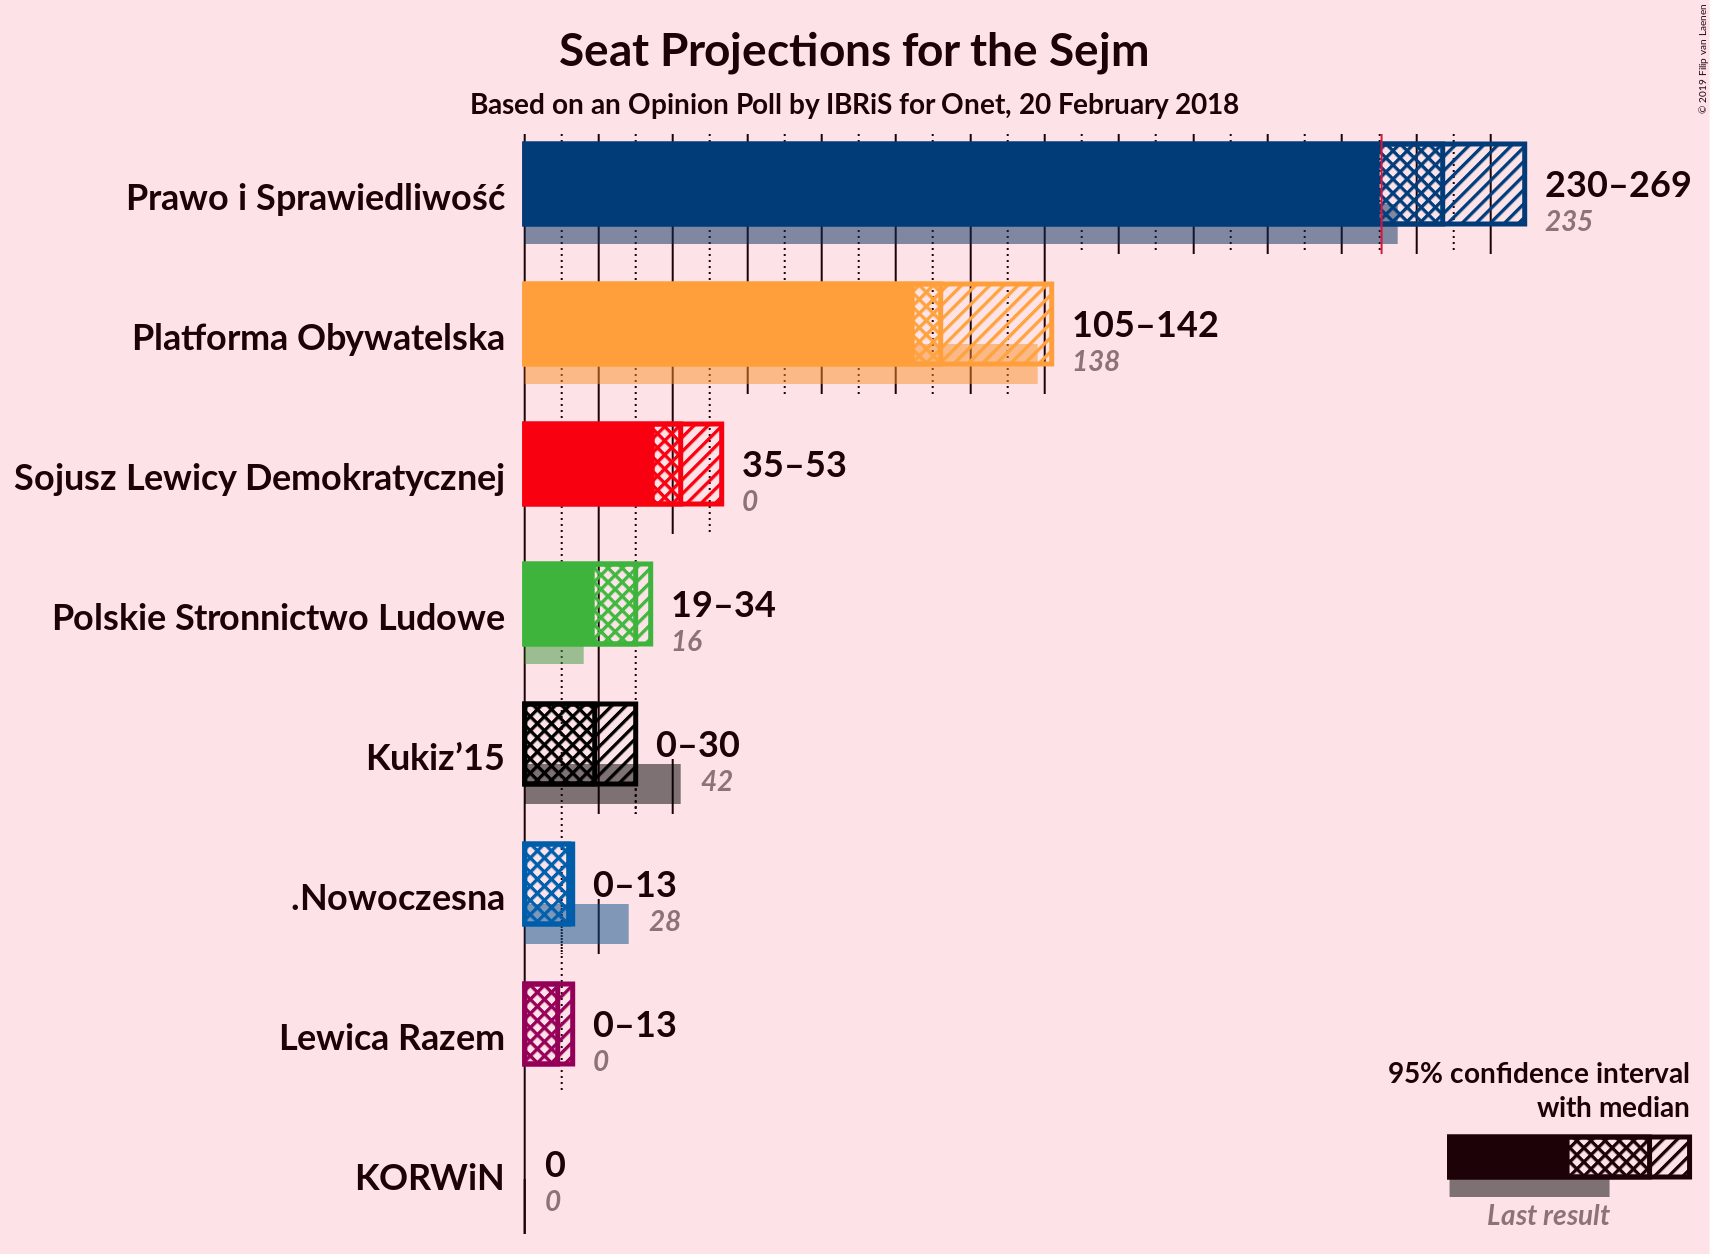 Seat Projections for the Sejm
Based on an Opinion Poll by IBRiS for Onet, 20 February 2018
© 2019 Filip van Laenen
Prawo i Sprawiedliwość
230–269
235
Platforma Obywatelska
105–142
138
Sojusz Lewicy Demokratycznej
35–53
0
Polskie Stronnictwo Ludowe
19–34
16
Kukiz’15
0–30
42
.Nowoczesna
0–13
28
Lewica Razem
0–13
0
KORWiN
0
0
95% confidence interval
with median
Last result